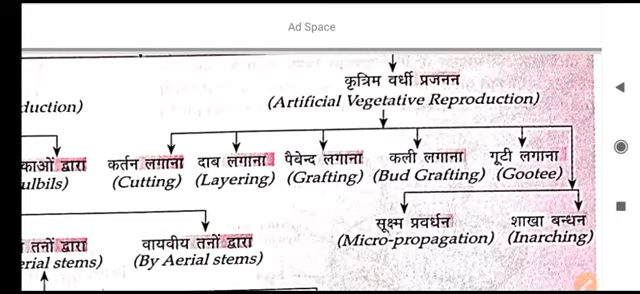 Ad Space
कृत्रिम वर्धी प्रजनन
duction) (Artificial Vegetative Reproduction)
काओं द्वारा कर्तन लगाना दाब लगाना पैबेन्द लगाना कली लगाना गूटी लगाना
ulbils) (Cutting) (Layering) (Grafting) (Bud Grafting) (Gootee)
सूक्ष्म प्रवर्धन शाखा बन्धन
तनों द्वारा वायवीय तनों द्वारा (Micro-propagation) (Inarching)
erial stems) (By Aerial stems)